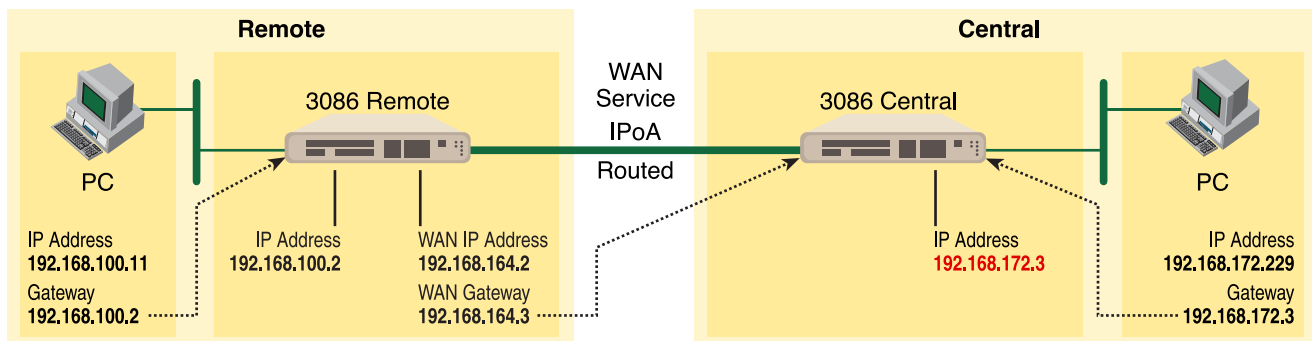 Remote
Central
3086 Remote
WAN
Service
IPoA
Routed
3086 Central
PC
PC
IP Address
192.168.100.11
Gateway
192.168.100.2
IP Address
192.168.100.2
WAN IP Address
192.168.164.2
WAN Gateway
192.168.164.3
IP Address
192.168.172.3
IP Address
192.168.172.229
Gateway
192.168.172.3